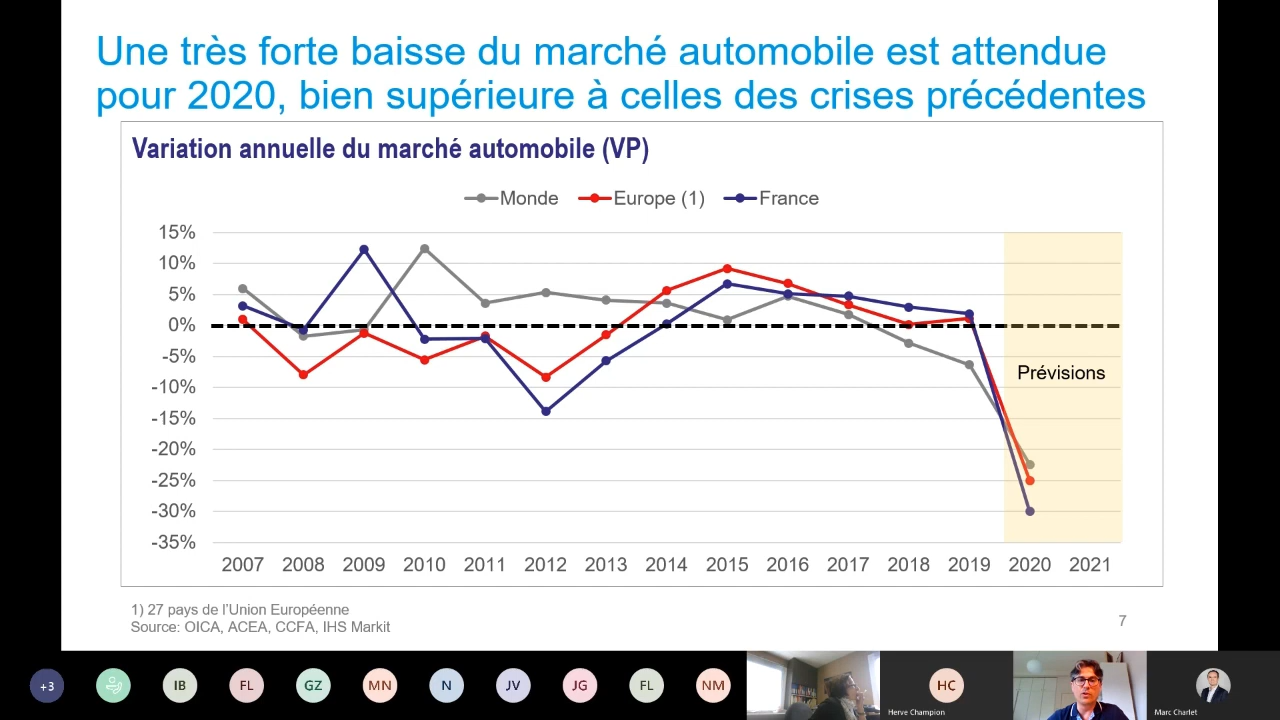 Une très forte baisse du marché automobile est attendue
pour 2020, bien supérieure à celles des crises précédentes
Variation annuelle du marché automobile (VP)
Monde Europe (1) France
15%
10%
5%
0%
-5%
-10%
-15%
-20%
-25%
-30%
-35%
Prévisions
2007 2008 2009 2010 2011 2012 2013 2014 2015 2016 2017 2018 2019 2020 2021
1) 27 pays de l'Union Européenne
Source: OICA, ACEA, CCFA, IHS Markit
7
+3 IB FL GZ MN N JV JG FL NM HC
Herve Champion
Marc Charlet